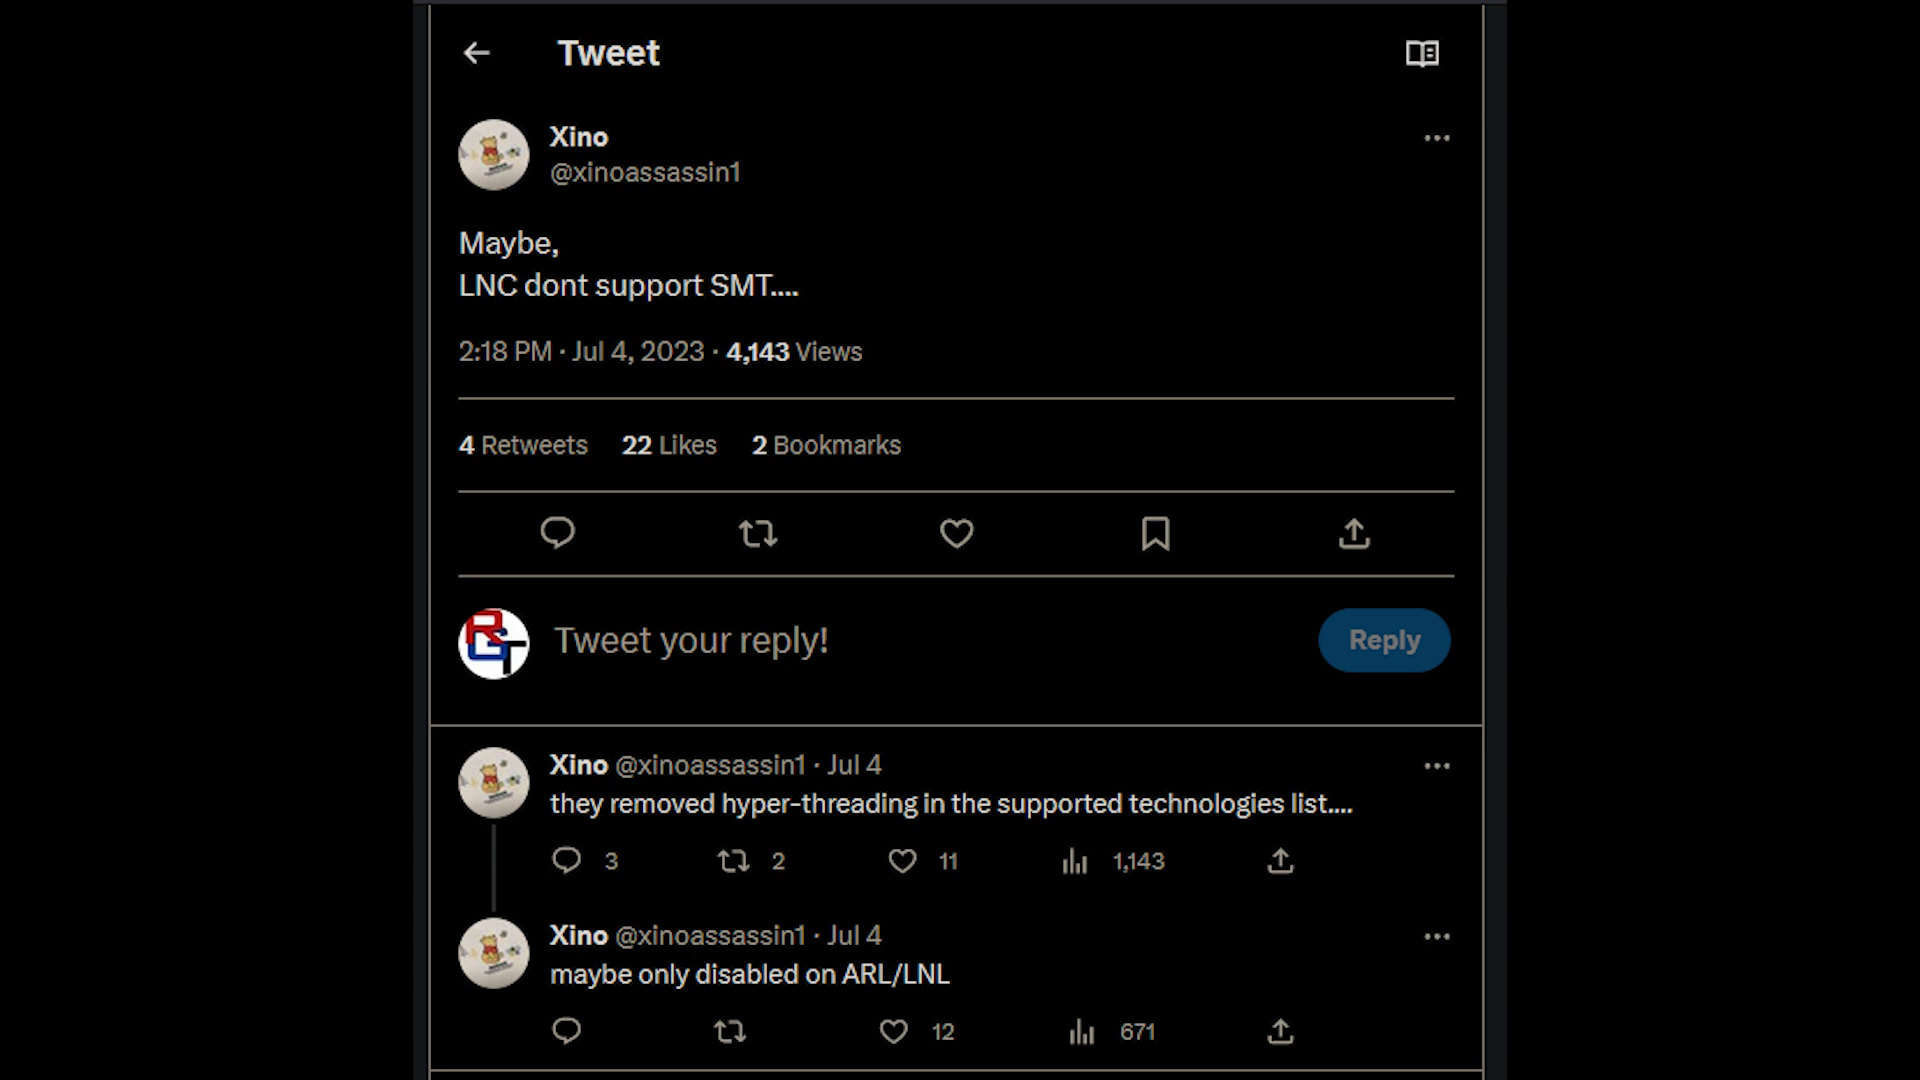 Tweet
Xino
@xinoassassin1
Maybe,
LNC dont support SMT....
2:18 PM · Jul 4, 2023 · 4,143 Views
4 Retweets 22 Likes 2 Bookmarks
RGT
Tweet your reply!
Reply
Xino @xinoassassin1 · Jul 4
they removed hyper-threading in the supported technologies list....
3 2 11 1,143
Xino @xinoassassin1 · Jul 4
maybe only disabled on ARL/LNL
12 671